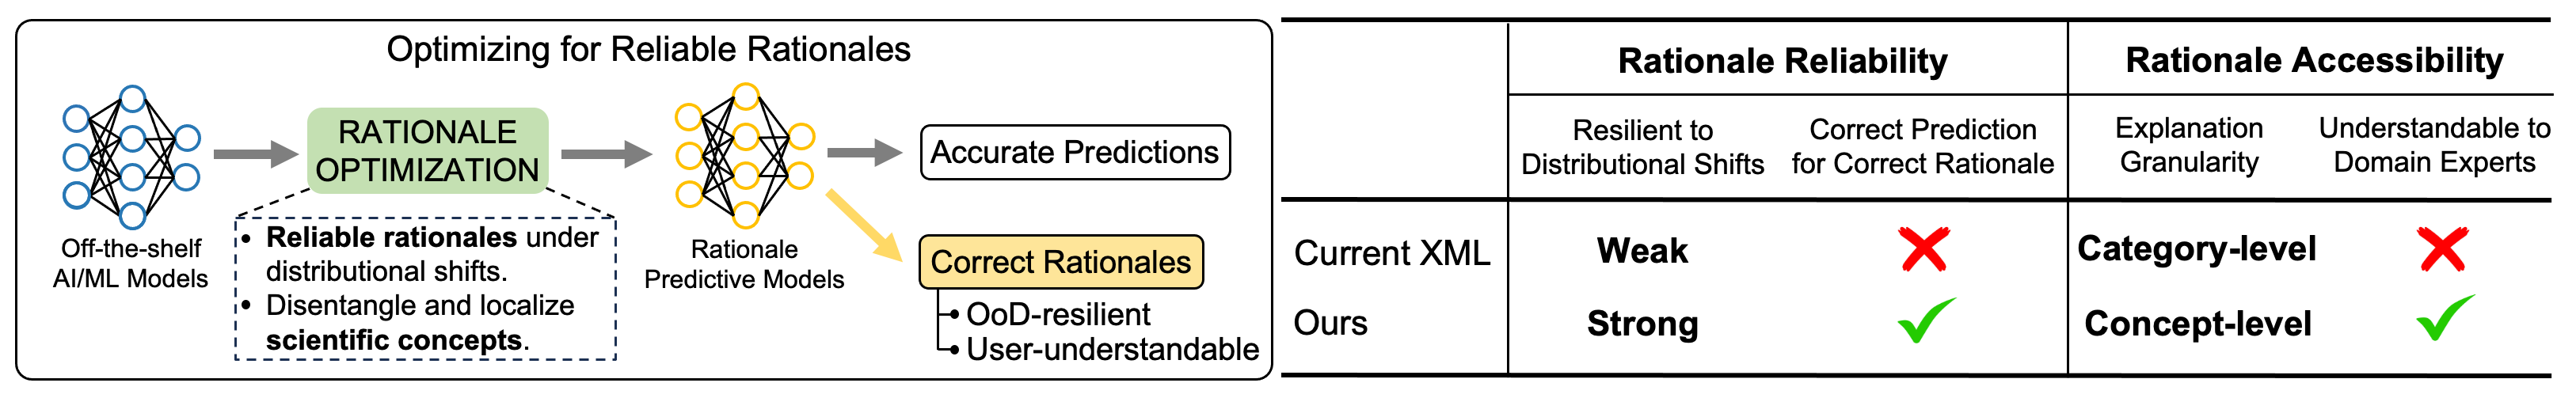 Optimizing for Reliable Rationales
Off-the-shelf
AI/ML Models
RATIONALE
OPTIMIZATION
• Reliable rationales under
distributional shifts.
• Disentangle and localize
scientific concepts.
Rationale
Predictive Models
Accurate Predictions
Correct Rationales
OoD-resilient
User-understandable
Rationale Reliability
Rationale Accessibility
Resilient to
Distributional Shifts
Correct Prediction
for Correct Rationale
Explanation
Granularity
Understandable to
Domain Experts
Current XML
Weak
Category-level
Ours
Strong
Concept-level